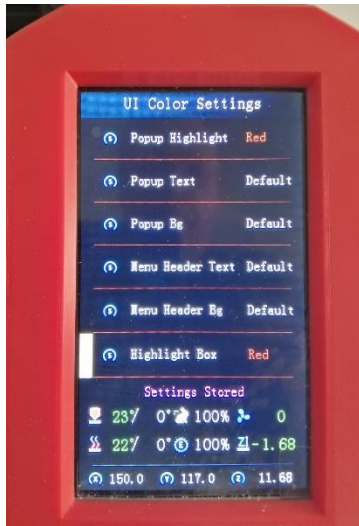 UI Color Settings
Popup Highlight Red
Popup Text Default
Popup Bg Default
Menu Header Text Default
Menu Header Bg Default
Highlight Box Red
Settings Stored
23°/ 0° 100% 0
22°/ 0° E 100% Z -1.68
X 150.0 Y 117.0 Z 11.68